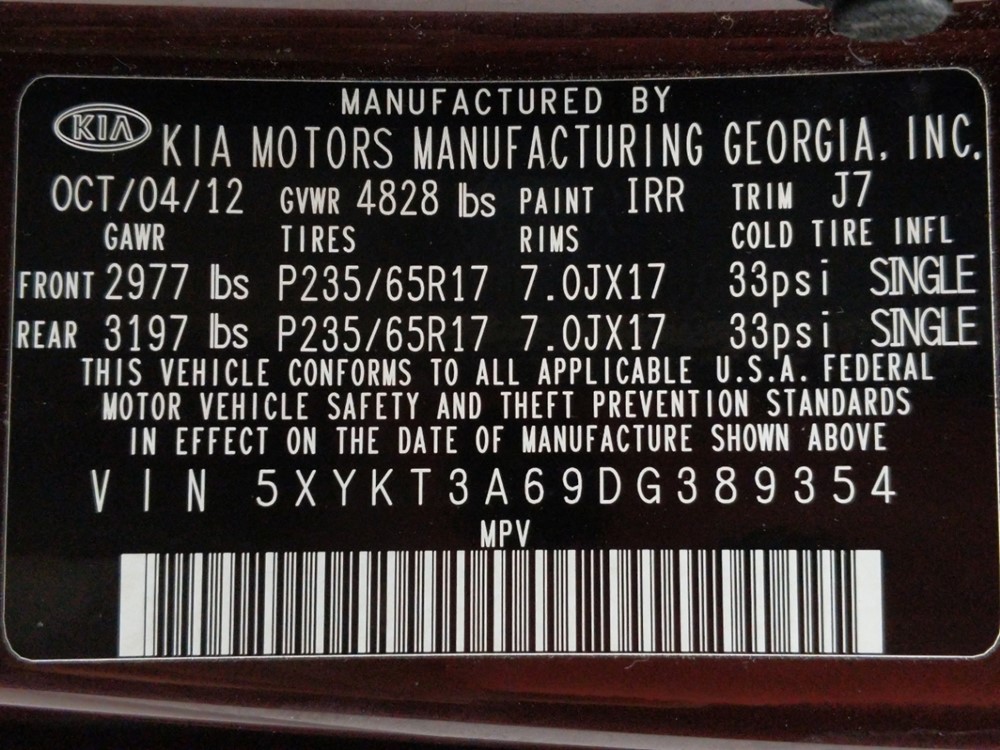 MANUFACTURED BY
KIA KIA MOTORS MANUFACTURING GEORGIA, INC.
OCT/04/12 GVWR 4828 lbs PAINT IRR TRIM J7
GAWR TIRES RIMS COLD TIRE INFL
FRONT 2977 lbs P235/65R17 7.0JX17 33psi SINGLE
REAR 3197 lbs P235/65R17 7.0JX17 33psi SINGLE
THIS VEHICLE CONFORMS TO ALL APPLICABLE U.S.A. FEDERAL
MOTOR VEHICLE SAFETY AND THEFT PREVENTION STANDARDS
IN EFFECT ON THE DATE OF MANUFACTURE SHOWN ABOVE
VIN 5XYKT3A69DG389354
MPV